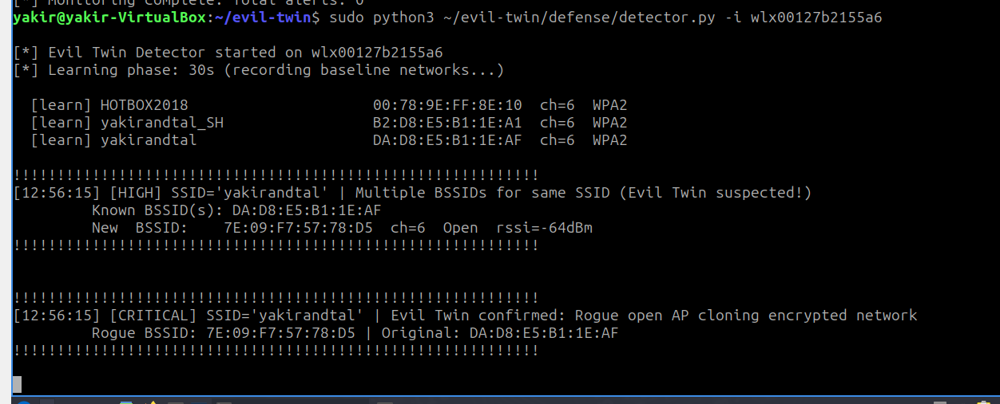 [*] Monitoring complete. Total alerts: 0
yakir@yakir-VirtualBox:~/evil-twin$ sudo python3 ~/evil-twin/defense/detector.py -i wlx00127b2155a6
[*] Evil Twin Detector started on wlx00127b2155a6
[*] Learning phase: 30s (recording baseline networks...)
[learn] HOTBOX2018 00:78:9E:FF:8E:10 ch=6 WPA2
[learn] yakirandtal_SH B2:D8:E5:B1:1E:A1 ch=6 WPA2
[learn] yakirandtal DA:D8:E5:B1:1E:AF ch=6 WPA2
!!!!!!!!!!!!!!!!!!!!!!!!!!!!!!!!!!!!!!!!!!!!!!!!!!!!!!!!!!!!
[12:56:15] [HIGH] SSID='yakirandtal' | Multiple BSSIDs for same SSID (Evil Twin suspected!)
Known BSSID(s): DA:D8:E5:B1:1E:AF
New BSSID: 7E:09:F7:57:78:D5 ch=6 Open rssi=-64dBm
!!!!!!!!!!!!!!!!!!!!!!!!!!!!!!!!!!!!!!!!!!!!!!!!!!!!!!!!!!!!
!!!!!!!!!!!!!!!!!!!!!!!!!!!!!!!!!!!!!!!!!!!!!!!!!!!!!!!!!!!!
[12:56:15] [CRITICAL] SSID='yakirandtal' | Evil Twin confirmed: Rogue open AP cloning encrypted network
Rogue BSSID: 7E:09:F7:57:78:D5 | Original: DA:D8:E5:B1:1E:AF
!!!!!!!!!!!!!!!!!!!!!!!!!!!!!!!!!!!!!!!!!!!!!!!!!!!!!!!!!!!!